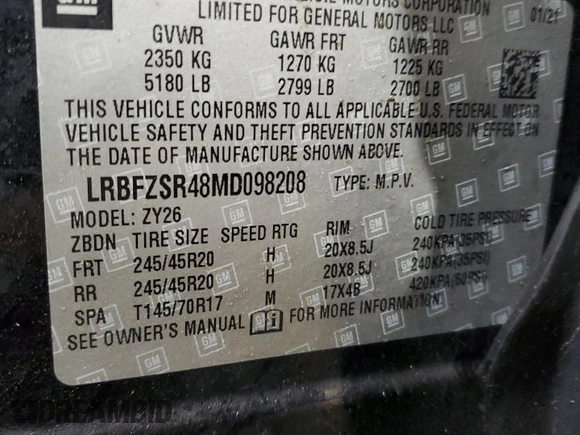 GM MOTORS CORPORATION
LIMITED FOR GENERAL MOTORS LLC 01/21
GVWR GAWR FRT GAWR RR
2350 KG 1270 KG 1225 KG
5180 LB 2799 LB 2700 LB
THIS VEHICLE CONFORMS TO ALL APPLICABLE U.S. FEDERAL MOTOR
VEHICLE SAFETY AND THEFT PREVENTION STANDARDS IN EFFECT ON
THE DATE OF MANUFACTURE SHOWN ABOVE.
LRBFZSR48MD098208 TYPE: M.P.V.
MODEL: ZY26
ZBDN TIRE SIZE SPEED RTG RIM COLD TIRE PRESSURE
FRT 245/45R20 H 20X8.5J 240KPA(35PSI)
RR 245/45R20 H 20X8.5J 240KPA(35PSI)
SPA T145/70R17 M 17X4B 420KPA(60PSI)
SEE OWNER'S MANUAL FOR MORE INFORMATION
DREAMBID